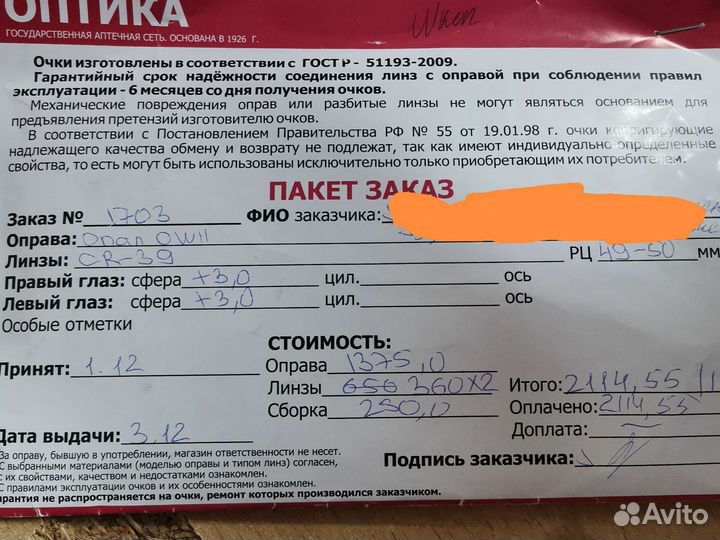 ОПТИКА
ГОСУДАРСТВЕННАЯ АПТЕЧНАЯ СЕТЬ. ОСНОВАНА В 1926 Г.
Очки изготовлены в соответствии с ГОСТ Р - 51193-2009.
Гарантийный срок надёжности соединения линз с оправой при соблюдении правил
эксплуатации - 6 месяцев со дня получения очков.
Механические повреждения оправ или разбитые линзы не могут являться основанием для
предъявления претензий изготовителю очков.
В соответствии с Постановлением Правительства РФ № 55 от 19.01.98 г. очки корригирующие
надлежащего качества обмену и возврату не подлежат, так как имеют индивидуально-определенные
свойства, то есть могут быть использованы исключительно только приобретающим их потребителем.
ПАКЕТ ЗАКАЗ
Заказ № 1703 ФИО заказчика:
Оправа:
Линзы: CR-39 РЦ 49-50 мм
Правый глаз: сфера +3,0 цил. ось
Левый глаз: сфера +3,0 цил. ось
Особые отметки
СТОИМОСТЬ:
Принят: 1.12 Оправа 1375,0
Линзы 360х2 Итого: 2114,55
Сборка 250,0 Оплачено: 2114,55
Доплата:
Дата выдачи: 3.12
Подпись заказчика:
За оправу, бывшую в употреблении, магазин ответственности не несет.
С выбранными материалами (моделью оправы и типом линз) согласен,
с их свойствами, качеством и недостатками ознакомлен.
С правилами эксплуатации очков и их особенностями ознакомлен.
Гарантия не распространяется на очки, ремонт которых производился заказчиком.
Avito